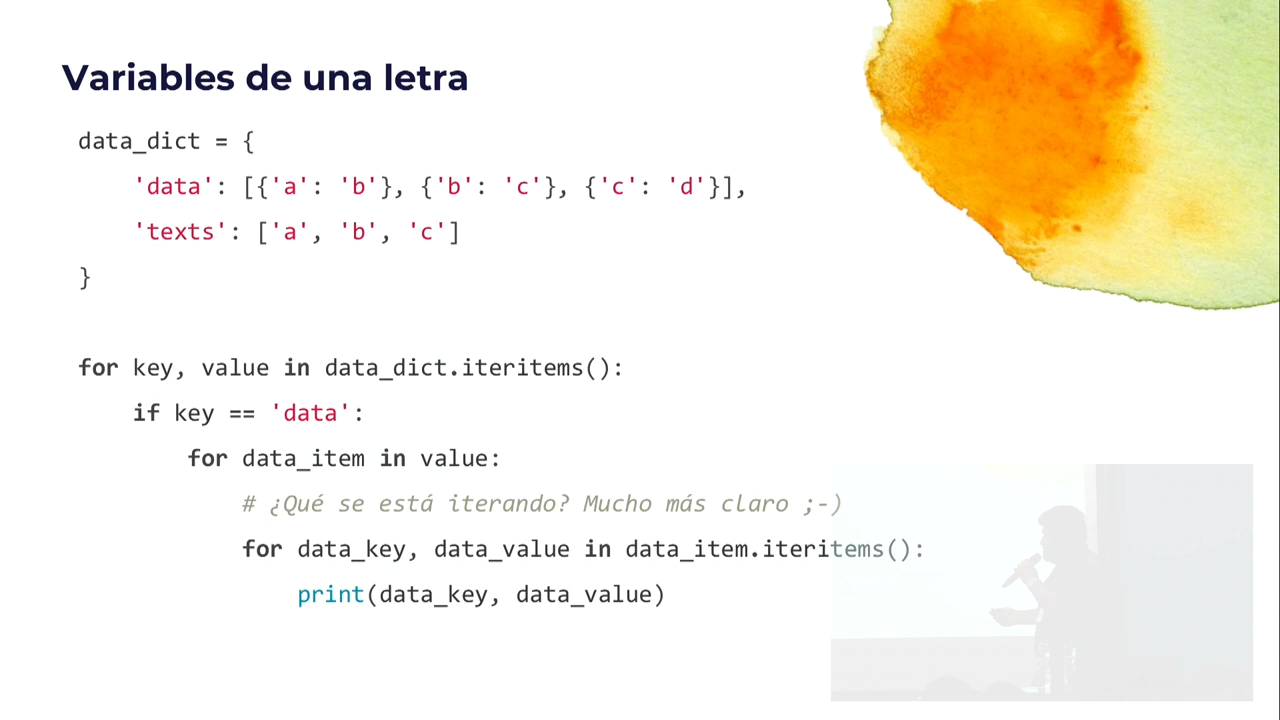 Variables de una letra
data_dict = {
    'data': [{'a': 'b'}, {'b': 'c'}, {'c': 'd'}],
    'texts': ['a', 'b', 'c']
}
for key, value in data_dict.iteritems():
    if key == 'data':
        for data_item in value:
            # ¿Qué se está iterando? Mucho más claro ;-)
            for data_key, data_value in data_item.iteritems():
                print(data_key, data_value)